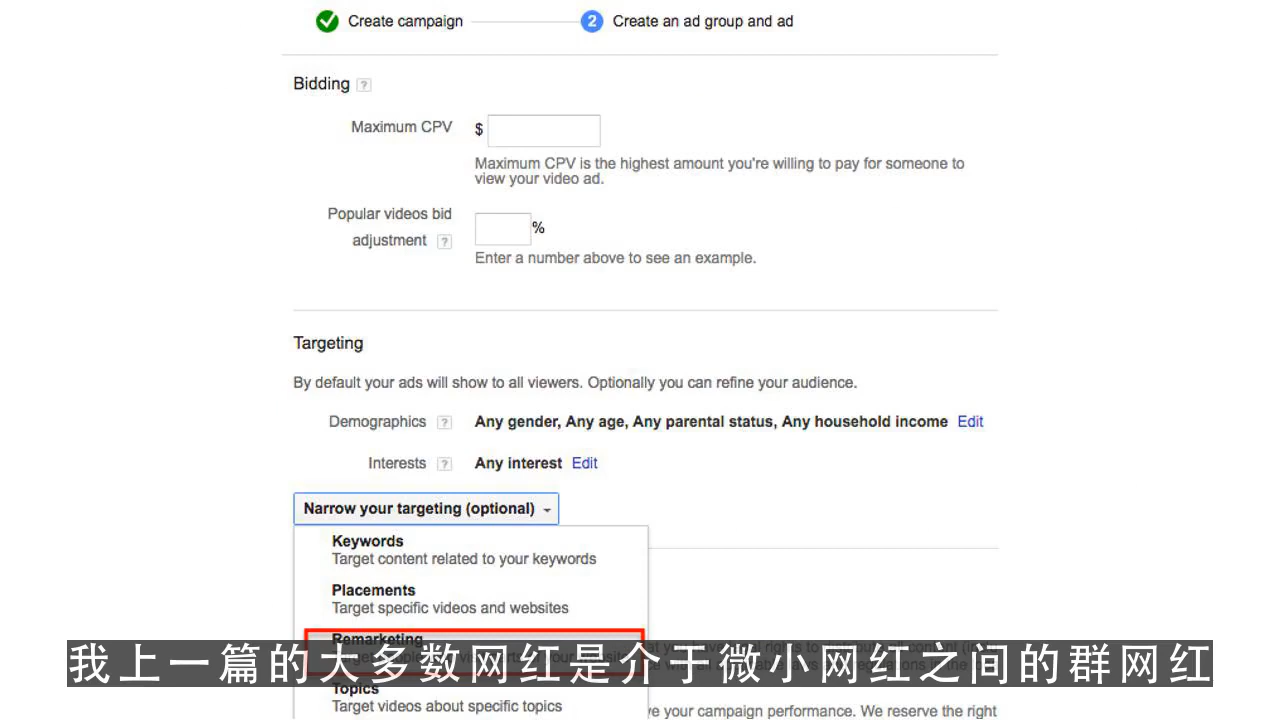 Create campaign
2 Create an ad group and ad
Bidding ?
Maximum CPV $
Maximum CPV is the highest amount you're willing to pay for someone to
view your video ad.
Popular videos bid
adjustment ? %
Enter a number above to see an example.
Targeting
By default your ads will show to all viewers. Optionally you can refine your audience.
Demographics ? Any gender, Any age, Any parental status, Any household income Edit
Interests ? Any interest Edit
Narrow your targeting (optional)
Keywords
Target content related to your keywords
Placements
Target specific videos and websites
Remarketing
我上一篇的大多数网红是介于微小网红之间的群网红
Topics
Target videos about specific topics
your campaign performance. We reserve the right